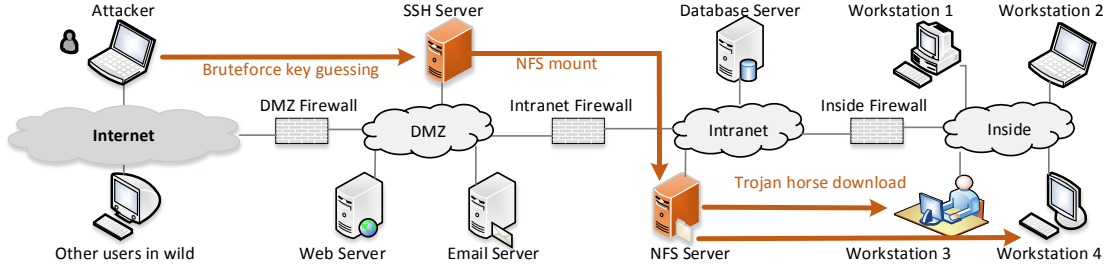 Attacker
SSH Server
Database Server
Workstation 1
Workstation 2
Bruteforce key guessing
NFS mount
DMZ Firewall
Intranet Firewall
Inside Firewall
Internet
DMZ
Intranet
Inside
Trojan horse download
Other users in wild
Web Server
Email Server
NFS Server
Workstation 3
Workstation 4